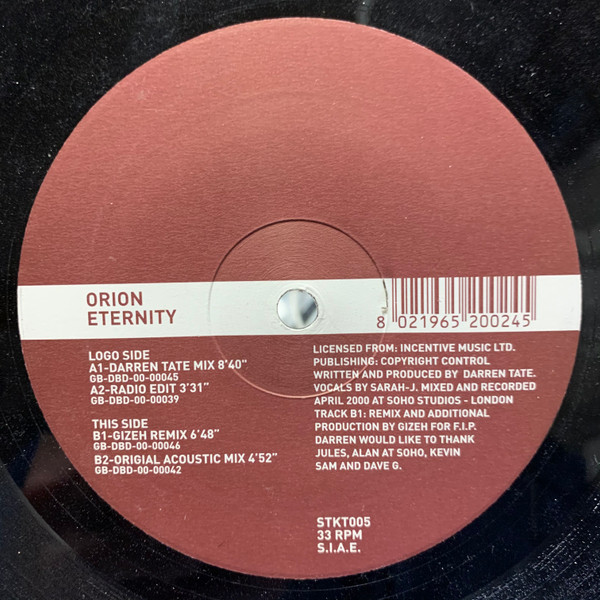 ORION
ETERNITY
8 021965 200245
LOGO SIDE
A1-DARREN TATE MIX 8'40"
GB-DBD-00-00045
A2-RADIO EDIT 3'31"
GB-DBD-00-00039
THIS SIDE
B1-GIZEH REMIX 6'48"
GB-DBD-00-00046
B2-ORIGIAL ACOUSTIC MIX 4'52"
GB-DBD-00-00042
LICENSED FROM: INCENTIVE MUSIC LTD.
PUBLISHING: COPYRIGHT CONTROL
WRITTEN AND PRODUCED BY DARREN TATE.
VOCALS BY SARAH-J. MIXED AND RECORDED
APRIL 2000 AT SOHO STUDIOS - LONDON
TRACK B1: REMIX AND ADDITIONAL
PRODUCTION BY GIZEH FOR F.I.P.
DARREN WOULD LIKE TO THANK
JULES, ALAN AT SOHO, KEVIN
SAM AND DAVE G.
STKT005
33 RPM
S.I.A.E.